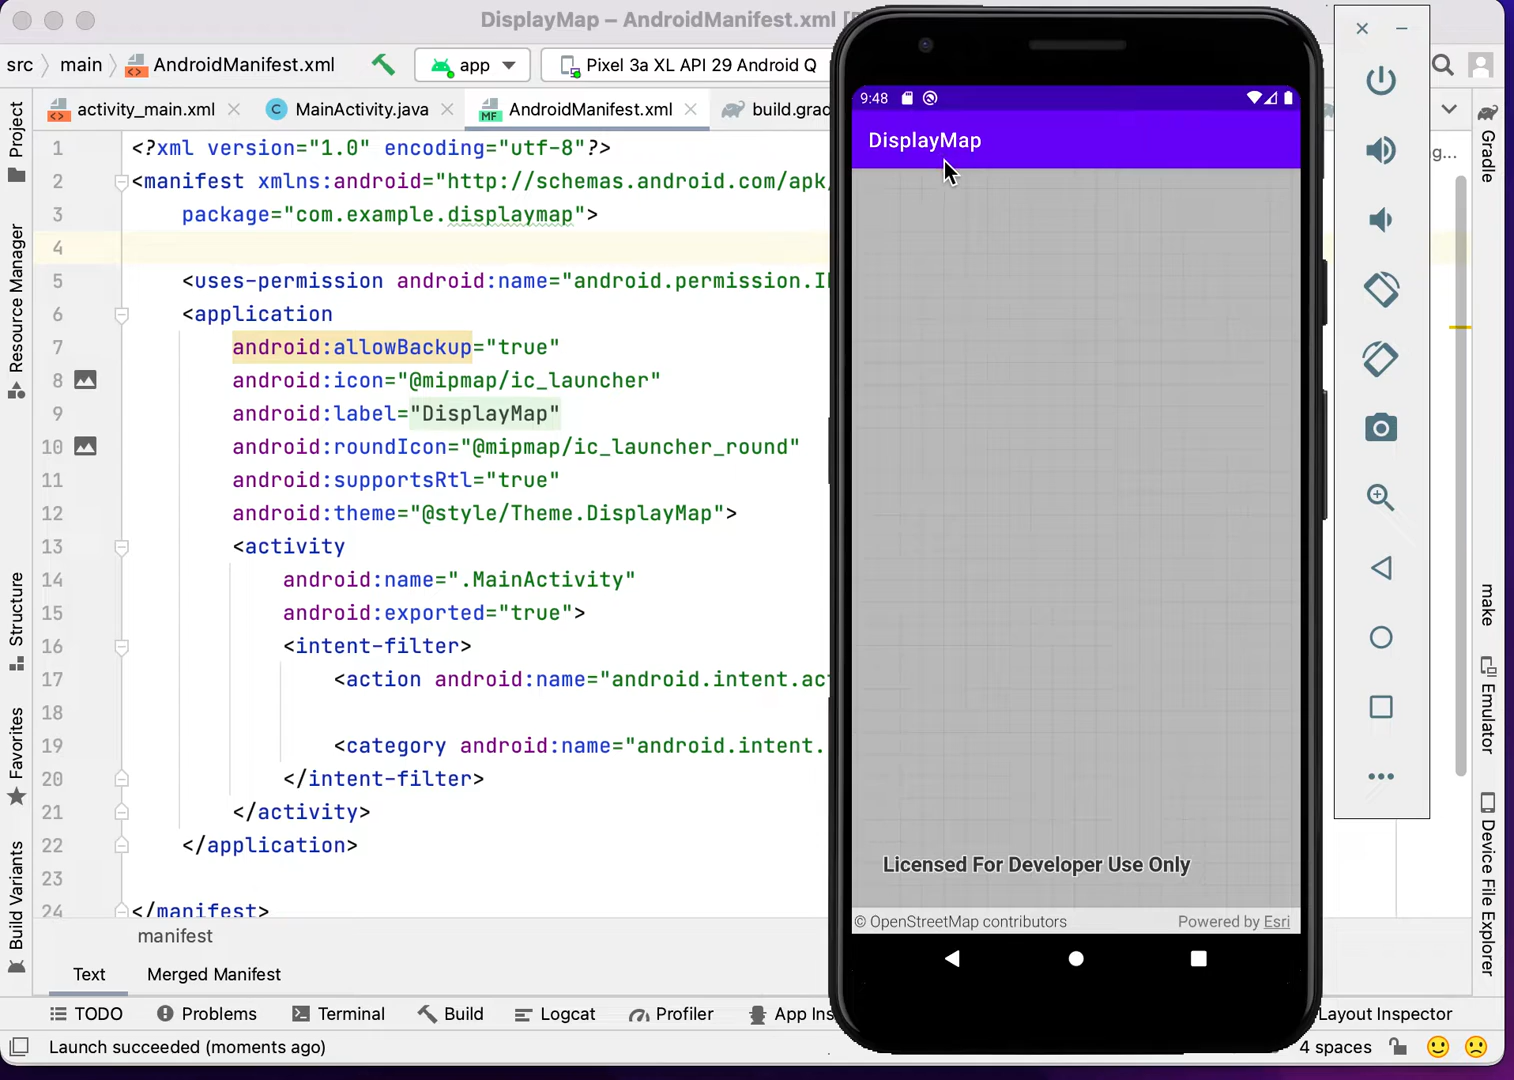 DisplayMap – AndroidManifest.xml [
src main AndroidManifest.xml app Pixel 3a XL API 29 Android Q
activity_main.xml MainActivity.java AndroidManifest.xml build.grad
g...
Project
Resource Manager
Structure
Favorites
Build Variants
1 <?xml version="1.0" encoding="utf-8"?>
2 <manifest xmlns:android="http://schemas.android.com/apk/
3 package="com.example.displaymap">
4
5 <uses-permission android:name="android.permission.I
6 <application
7 android:allowBackup="true"
8 android:icon="@mipmap/ic_launcher"
9 android:label="DisplayMap"
10 android:roundIcon="@mipmap/ic_launcher_round"
11 android:supportsRtl="true"
12 android:theme="@style/Theme.DisplayMap">
13 <activity
14 android:name=".MainActivity"
15 android:exported="true">
16 <intent-filter>
17 <action android:name="android.intent.act
18
19 <category android:name="android.intent.
20 </intent-filter>
21 </activity>
22 </application>
23
24 </manifest>
manifest
Text Merged Manifest
TODO Problems Terminal Build Logcat Profiler App Ins
Layout Inspector
Launch succeeded (moments ago)
4 spaces
9:48
DisplayMap
Licensed For Developer Use Only
© OpenStreetMap contributors Powered by Esri
Gradle
make
Emulator
Device File Explorer